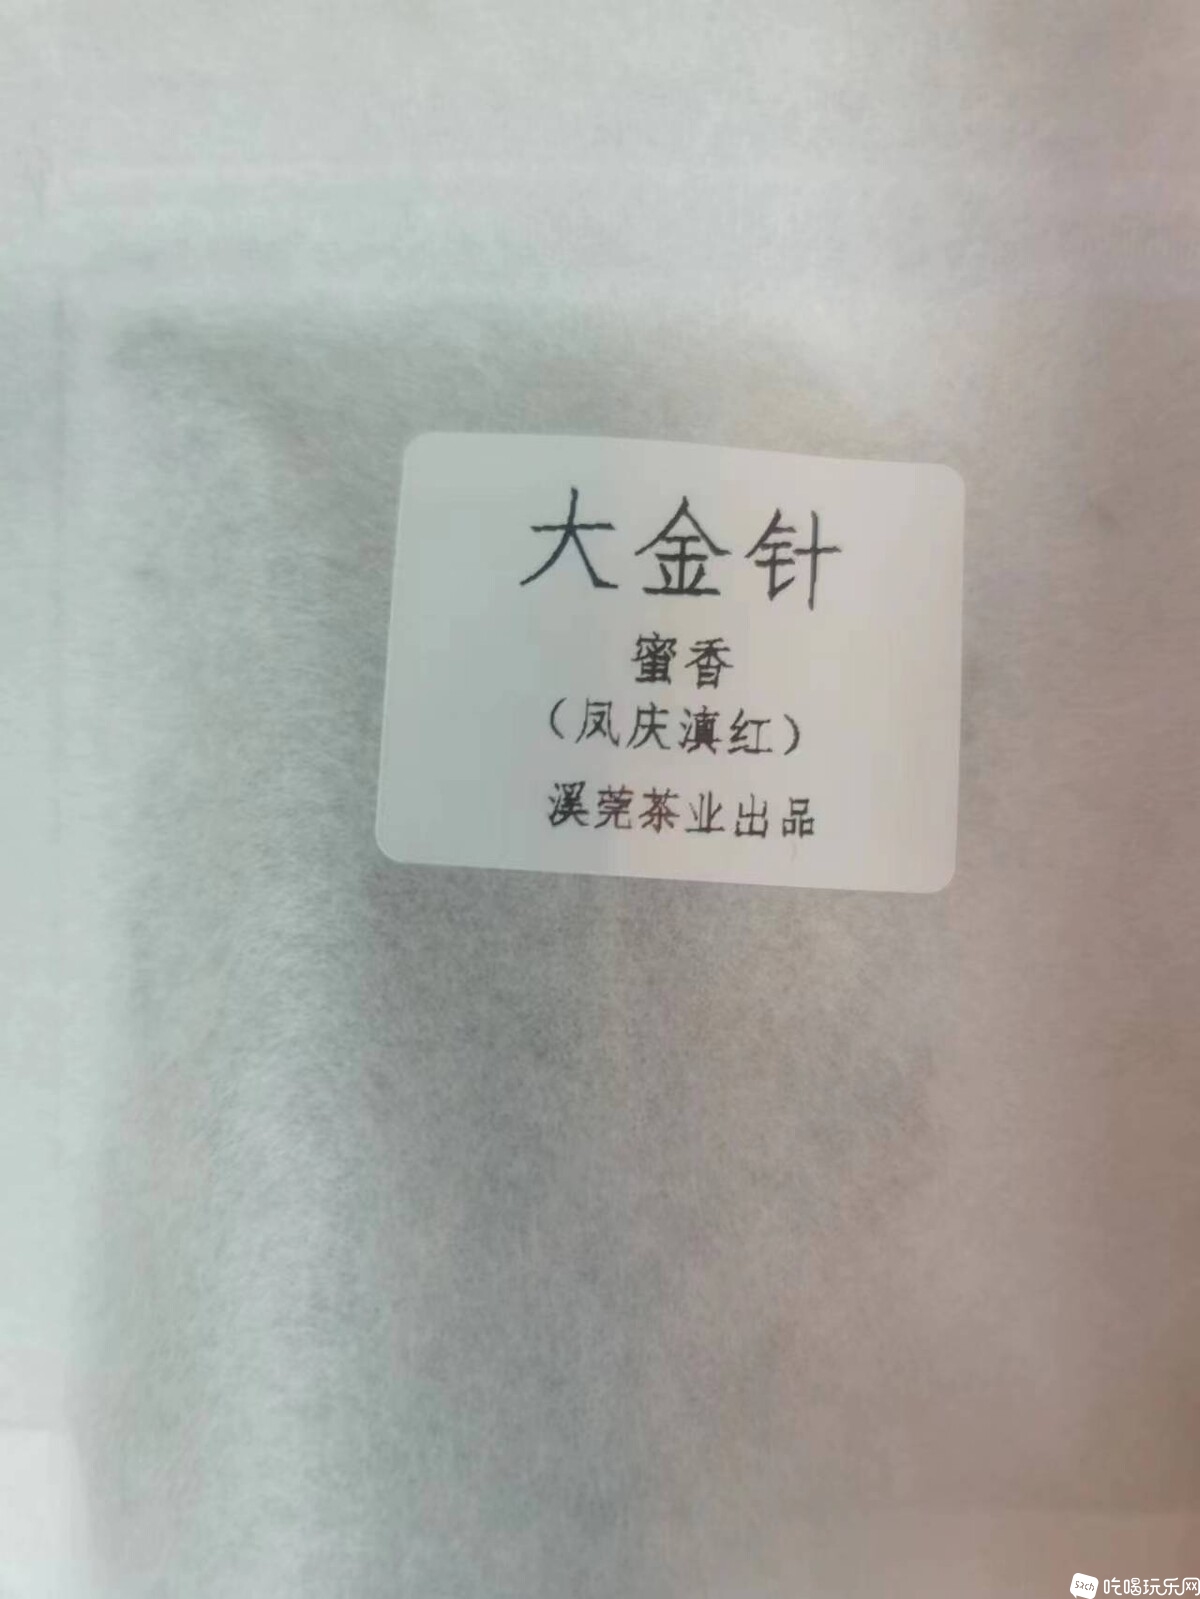 大金针
蜜香
（凤庆滇红）
溪莞茶业出品
52ch 吃喝玩乐网